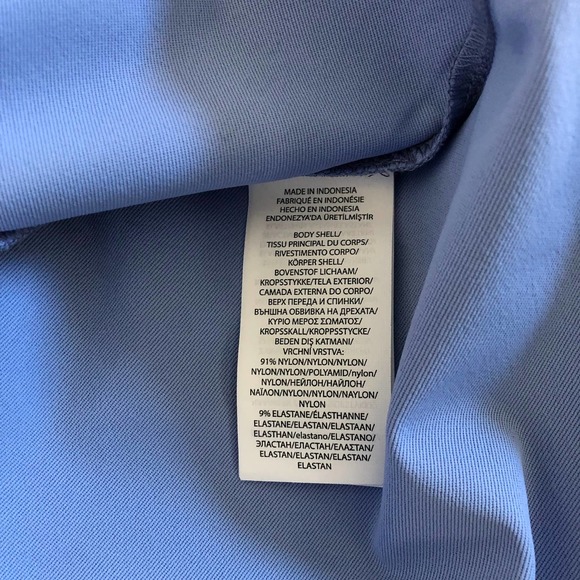 MADE IN INDONESIA
FABRIQUÉ EN INDONÉSIE
HECHO EN INDONESIA
ENDONEZYA'DA ÜRETİLMİŞTİR
BODY SHELL/
TISSU PRINCIPAL DU CORPS/
RIVESTIMENTO CORPO/
KÖRPER SHELL/
BOVENSTOF LICHAAM/
KROPSSTYKKE/TELA EXTERIOR/
CAMADA EXTERNA DO CORPO/
ВЕРХ ПЕРЕДА И СПИНКИ/
ВЪНШНА ОБВИВКА НА ДРЕХАТА/
ΚΥΡΙΟ ΜΕΡΟΣ ΣΩΜΑΤΟΣ/
KROPSSKALL/KROPPSSTYCKE/
BEDEN DIŞ KATMANI/
VRCHNÍ VRSTVA:
91% NYLON/NYLON/NYLON/
NYLON/NYLON/POLYAMID/nylon/
NYLON/НЕЙЛОН/НАЙЛОН/
ΝΑΪΛΟΝ/NYLON/NYLON/NAYLON/
NYLON
9% ELASTANE/ÉLASTHANNE/
ELASTANE/ELASTAN/ELASTAAN/
ELASTHAN/elastano/ELASTANO/
ЭЛАСТАН/ЕЛАСТАН/ΕΛΑΣΤΑΝ/
ELASTAN/ELASTAN/ELASTAN/
ELASTAN